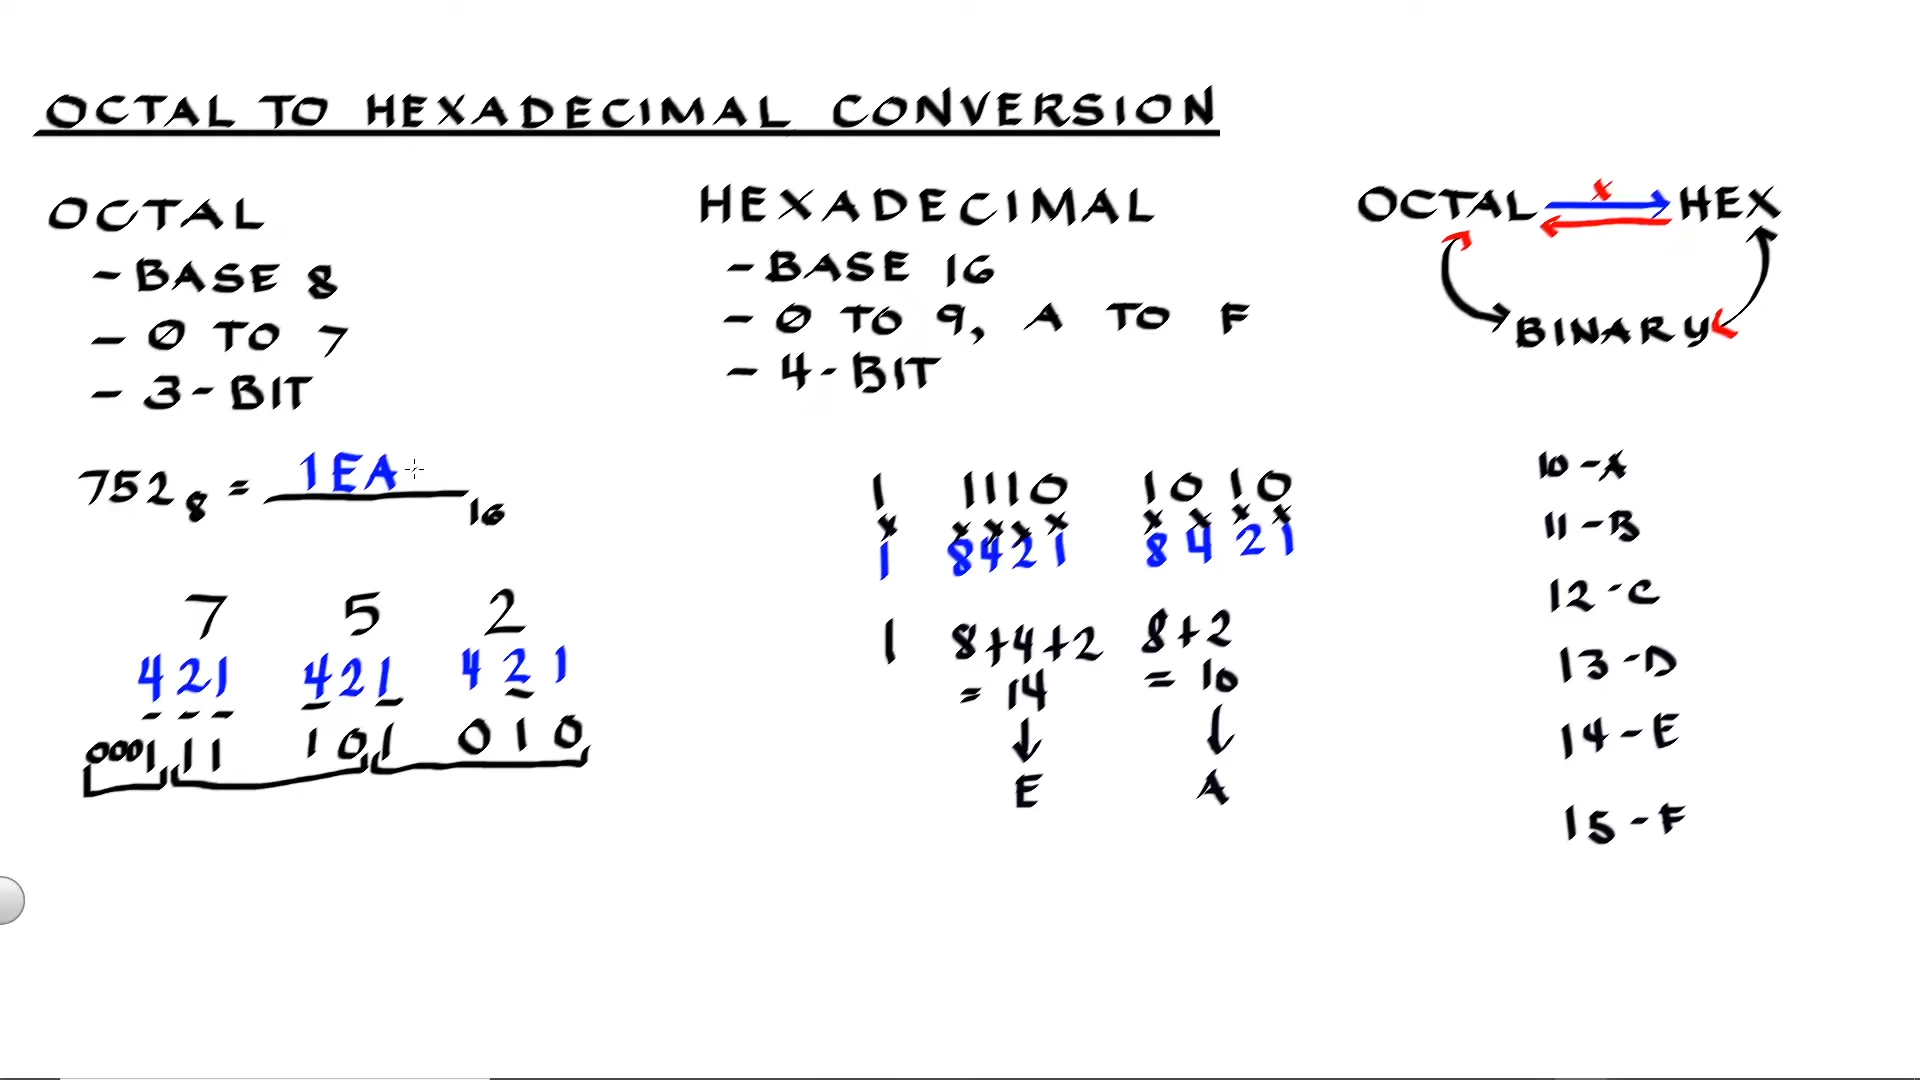 OCTAL TO HEXADECIMAL CONVERSION
OCTAL
- BASE 8
- 0 TO 7
- 3-BIT
HEXADECIMAL
- BASE 16
- 0 TO 9, A TO F
- 4-BIT
OCTAL x HEX
BINARY
752 8 = 1EA 16
7 5 2
421 421 421
000111 101 010
1 1110 1010
x x x x x x x x x
1 8421 8421
1 8+4+2 8+2
= 14 = 10
E A
10 - A
11 - B
12 - C
13 - D
14 - E
15 - F